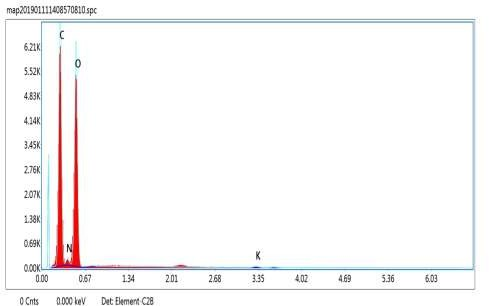 map201901111408570810.spc
6.21K
5.52K
4.83K
4.14K
3.45K
2.76K
2.07K
1.38K
0.69K
0.00K
C
O
N
K
0.00 0.67 1.34 2.01 2.68 3.35 4.02 4.69 5.36 6.03
0 Cnts 0.000 keV Det: Element-C2B